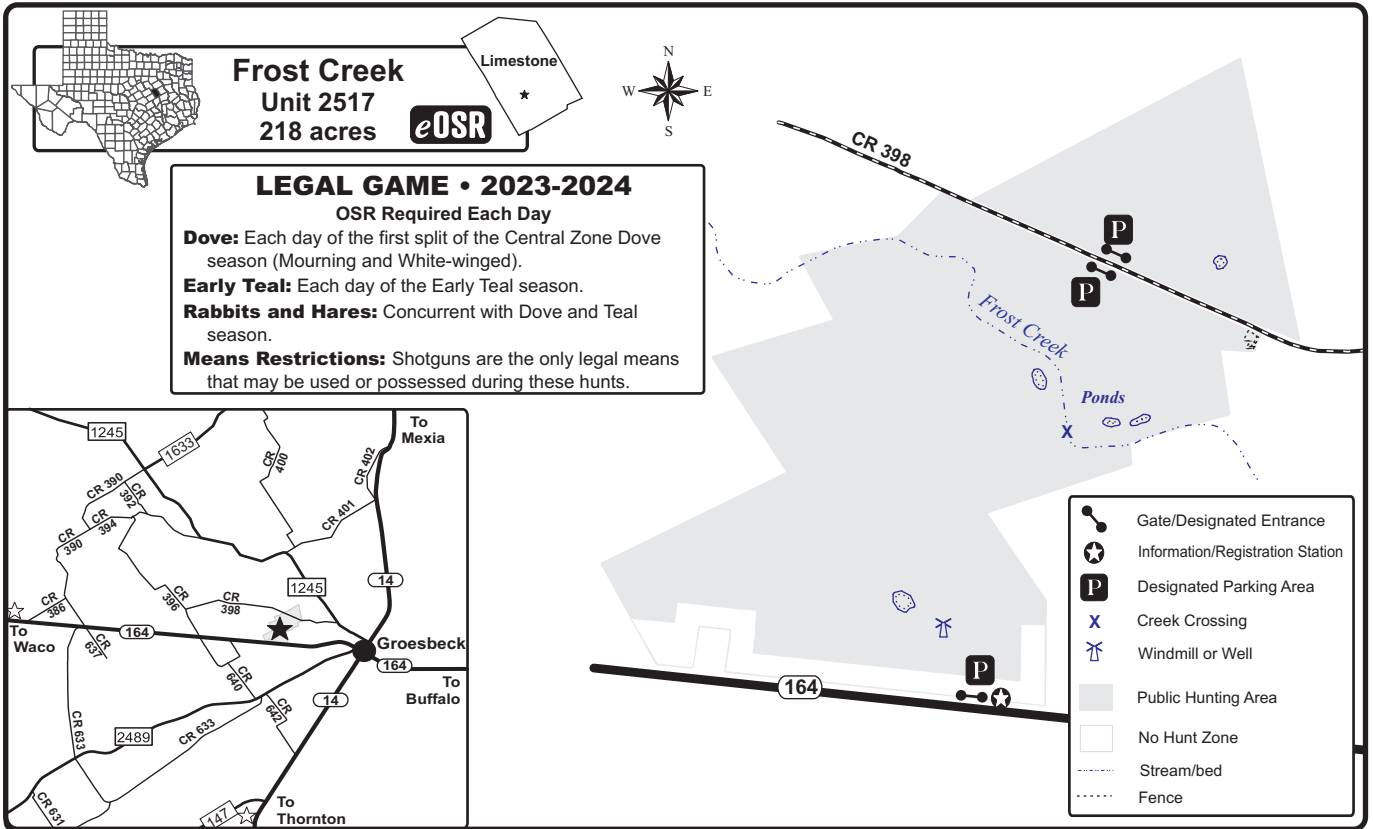 Frost Creek
Unit 2517
218 acres
eOSR
Limestone
N
W
E
S
LEGAL GAME • 2023-2024
OSR Required Each Day
Dove: Each day of the first split of the Central Zone Dove
season (Mourning and White-winged).
Early Teal: Each day of the Early Teal season.
Rabbits and Hares: Concurrent with Dove and Teal
season.
Means Restrictions: Shotguns are the only legal means
that may be used or possessed during these hunts.
CR 398
P
P
Frost Creek
Ponds
X
P
164
Gate/Designated Entrance
Information/Registration Station
P
Designated Parking Area
X
Creek Crossing
Windmill or Well
Public Hunting Area
No Hunt Zone
Stream/bed
Fence
1245
1633
To
Mexia
CR
400
CR 402
CR 390
CR
392
CR
394
CR 401
CR
390
1245
14
CR
396
CR
398
CR
386
To
Waco
164
CR
637
Groesbeck
164
To
Buffalo
CR
640
14
CR
642
CR 633
2489
CR 633
CR 631
147
To
Thornton